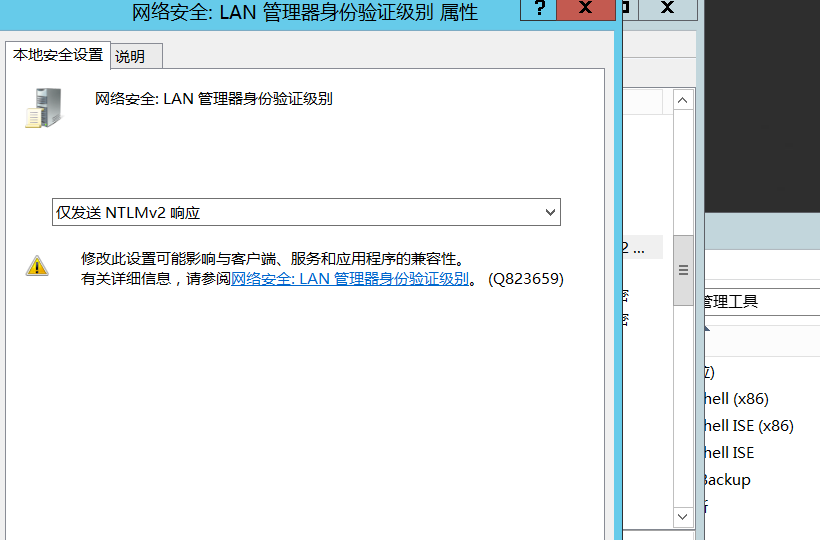 网络安全: LAN 管理器身份验证级别 属性
? x
x
本地安全设置
说明
网络安全: LAN 管理器身份验证级别
仅发送 NTLMv2 响应
修改此设置可能影响与客户端、服务和应用程序的兼容性。
有关详细信息，请参阅网络安全: LAN 管理器身份验证级别。 (Q823659)
2 ...
管理工具
hell (x86)
hell ISE (x86)
hell ISE
Backup